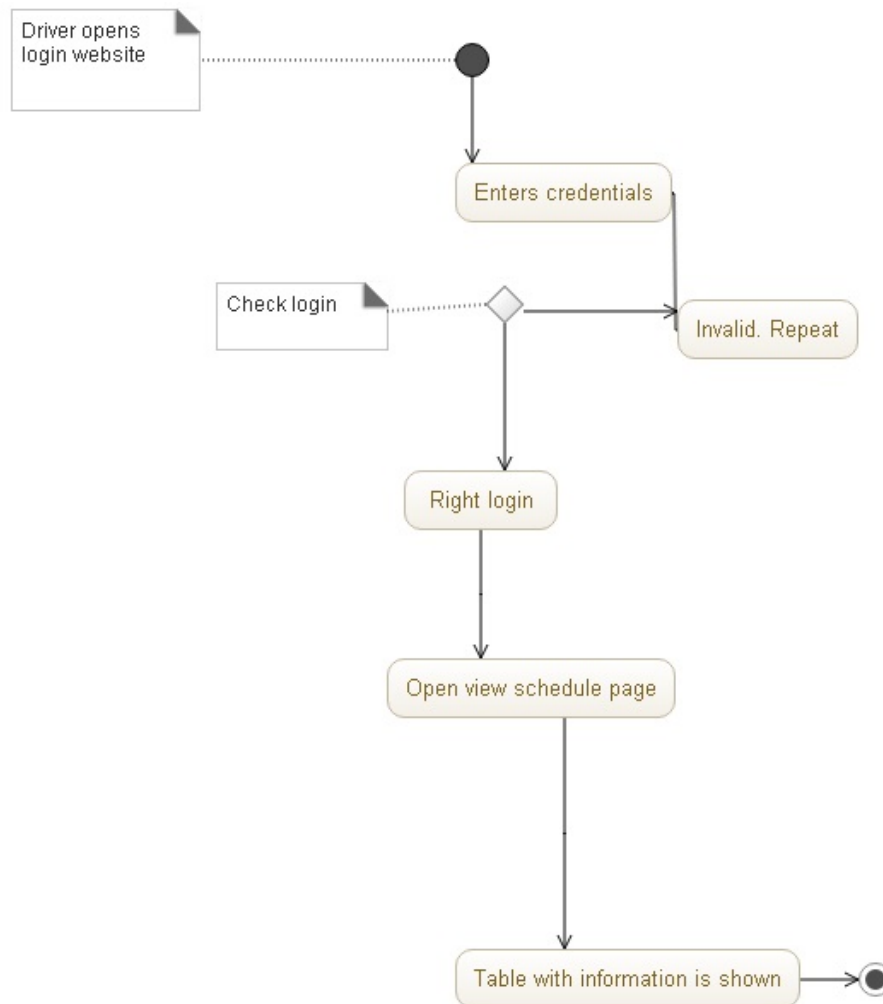 Driver opens
login website
Enters credentials
Check login
Invalid. Repeat
Right login
Open view schedule page
Table with information is shown